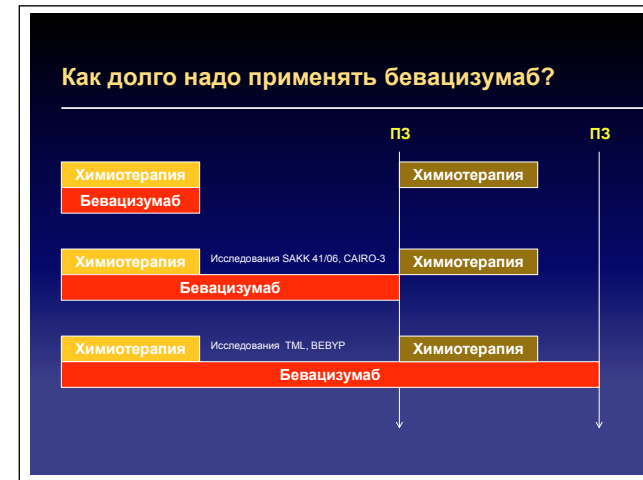 Как долго надо применять бевацизумаб?
ПЗ
ПЗ
Химиотерапия
Химиотерапия
Бевацизумаб
Химиотерапия
Исследования SAKK 41/06, CAIRO-3
Химиотерапия
Бевацизумаб
Химиотерапия
Исследования TML, BEBYP
Химиотерапия
Бевацизумаб